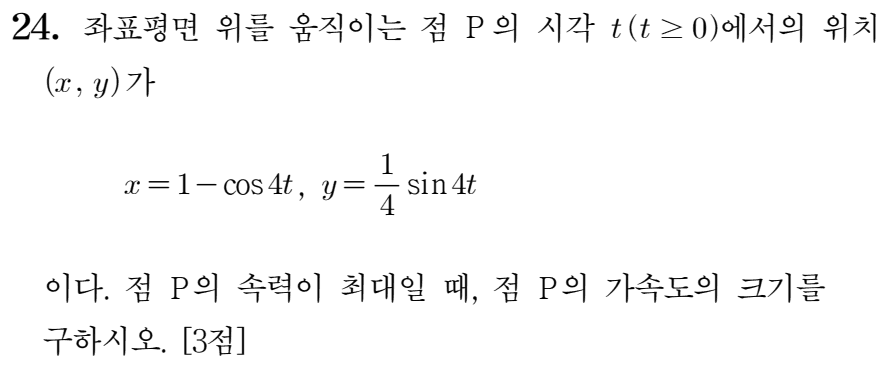 24. 좌표평면 위를 움직이는 점 P의 시각 t(t ≥ 0)에서의 위치
(x, y)가
x = 1 − cos 4t, y = 1/4 sin 4t
이다. 점 P의 속력이 최대일 때, 점 P의 가속도의 크기를
구하시오. [3점]